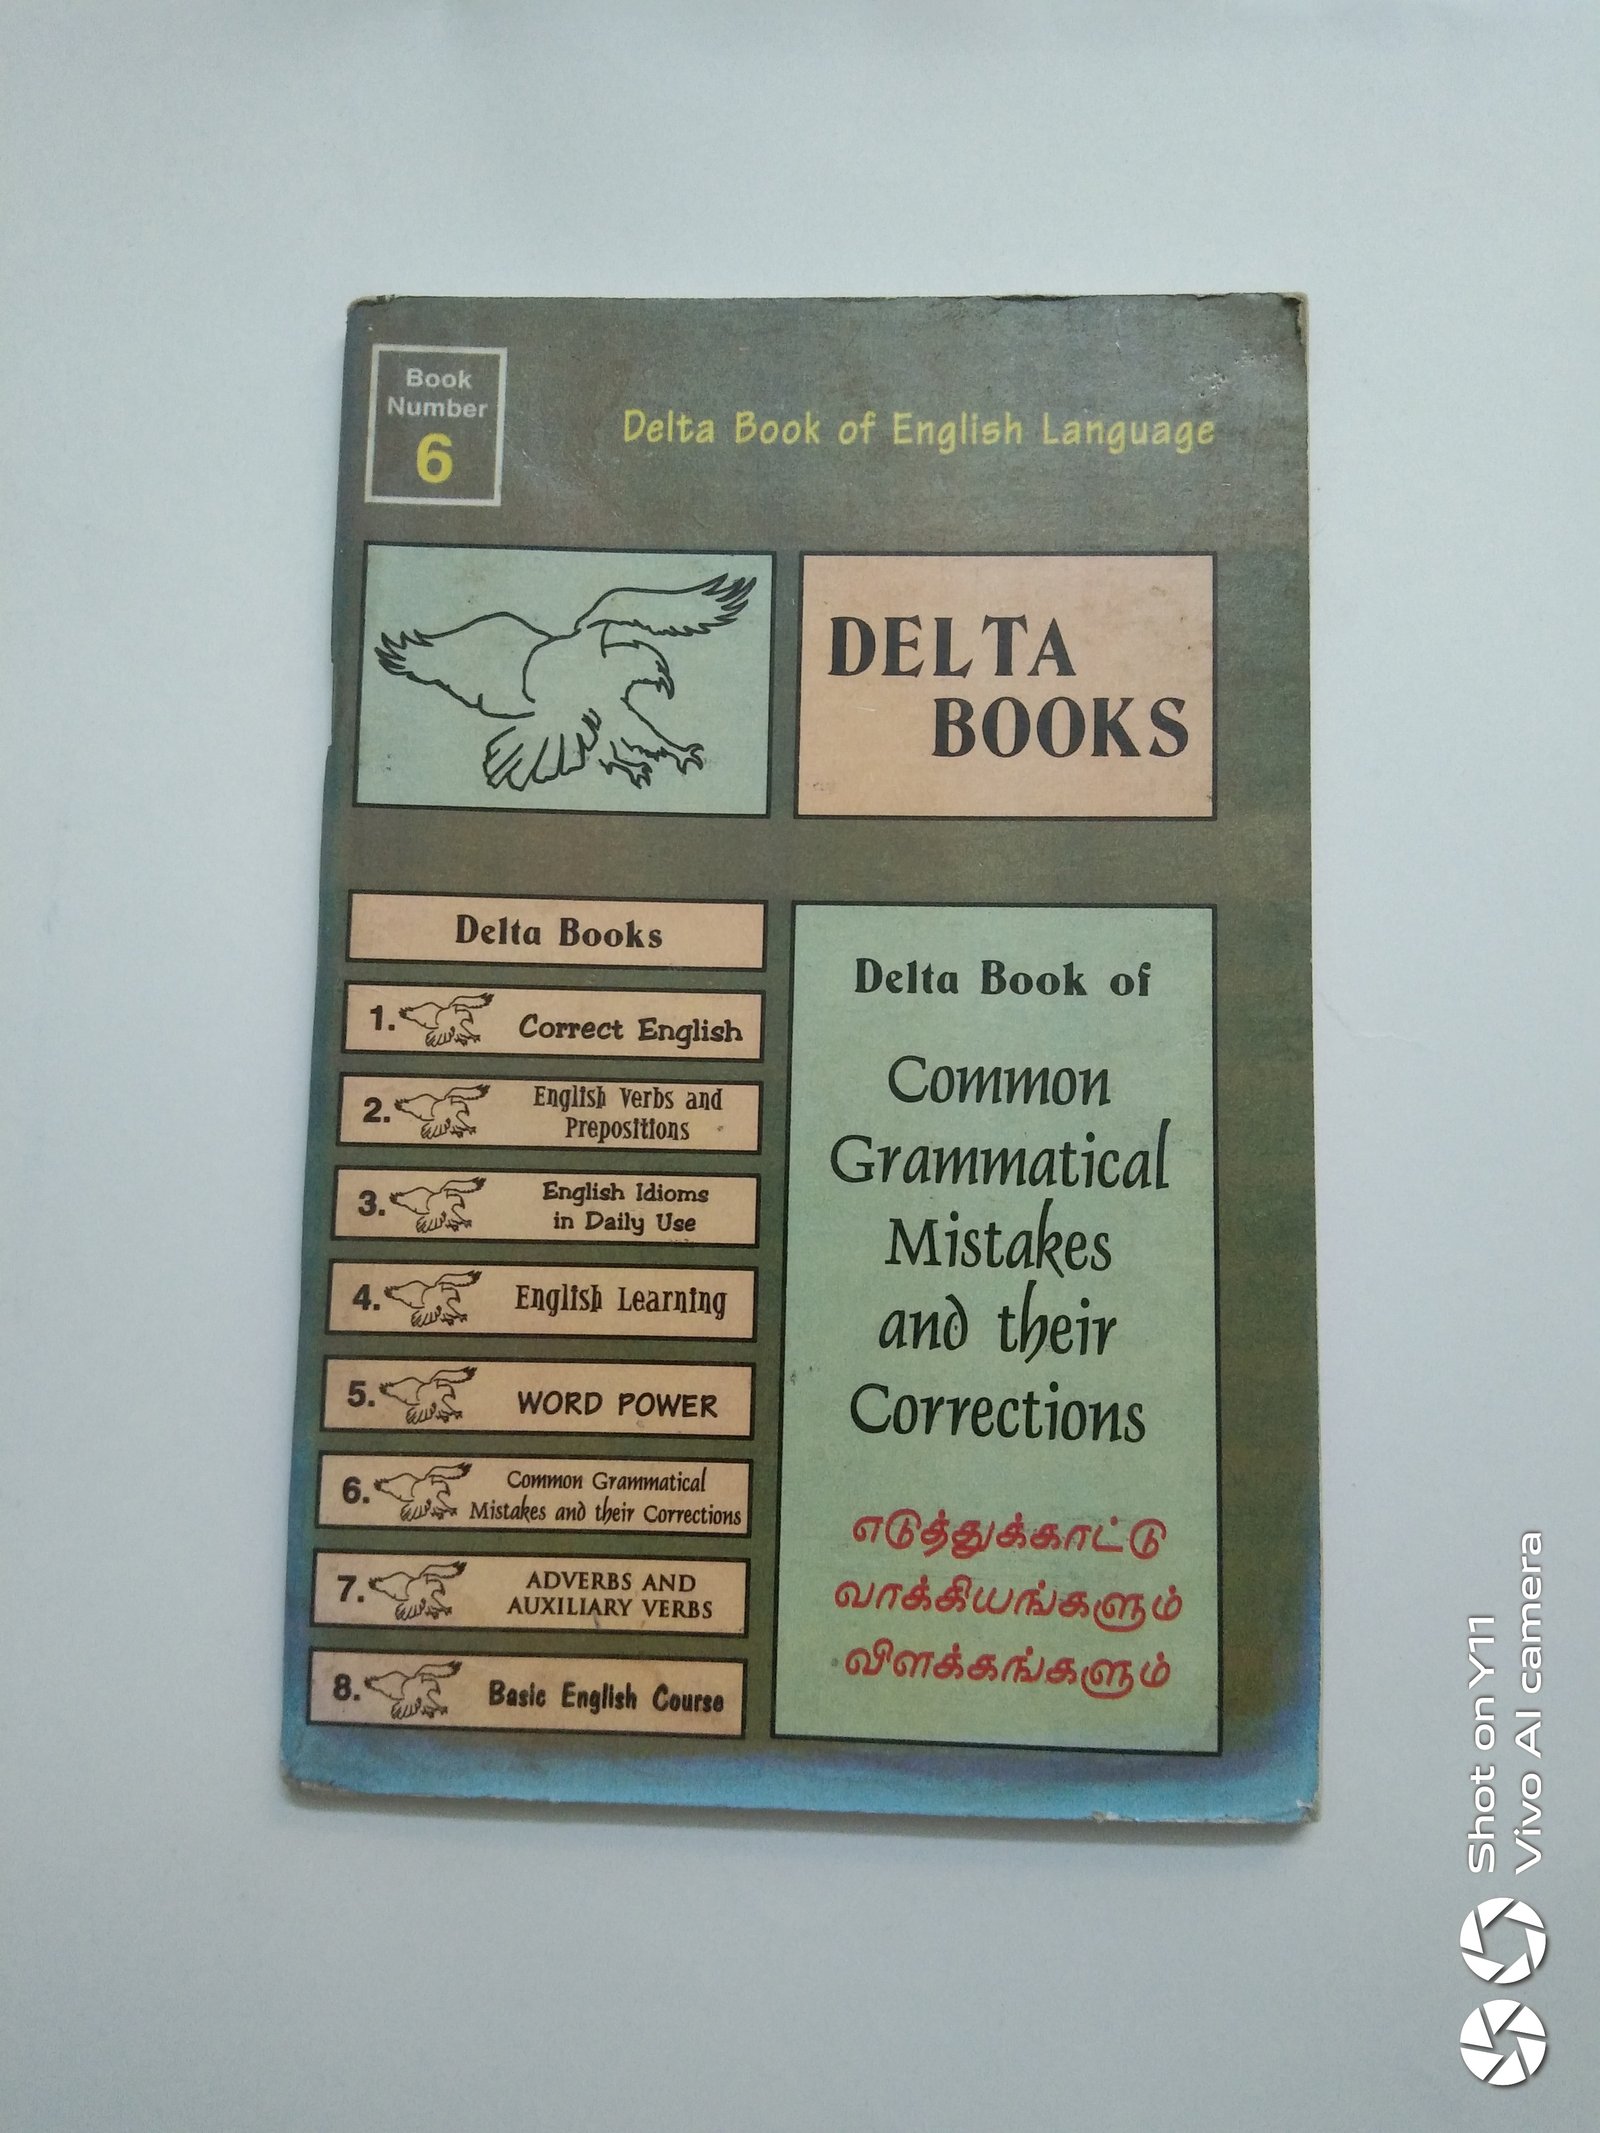 Book
Number
6
Delta Book of English Language
DELTA
BOOKS
Delta Books
1. Correct English
2. English Verbs and
Prepositions
3. English Idioms
in Daily Use
4. English Learning
5. WORD POWER
6. Common Grammatical
Mistakes and their Corrections
7. ADVERBS AND
AUXILIARY VERBS
8. Basic English Course
Delta Book of
Common
Grammatical
Mistakes
and their
Corrections
எடுத்துக்காட்டு
வாக்கியங்களும்
விளக்கங்களும்
Shot on Y11
Vivo AI camera